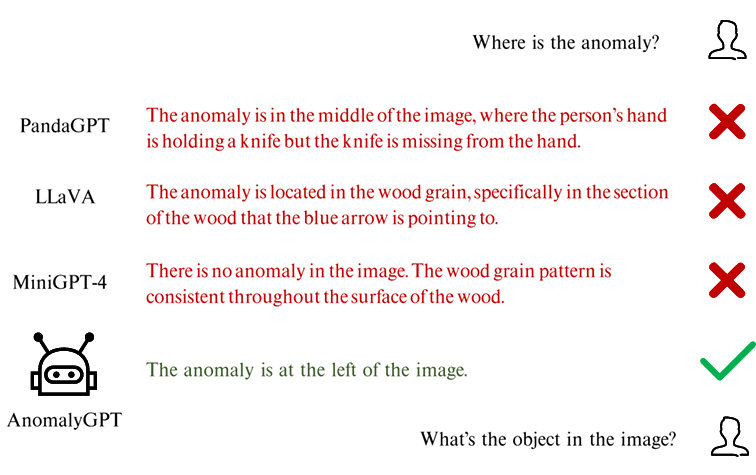 Where is the anomaly?
PandaGPT
The anomaly is in the middle of the image, where the person's hand
is holding a knife but the knife is missing from the hand.
LLaVA
The anomaly is located in the wood grain, specifically in the section
of the wood that the blue arrow is pointing to.
MiniGPT-4
There is no anomaly in the image. The wood grain pattern is
consistent throughout the surface of the wood.
The anomaly is at the left of the image.
AnomalyGPT
What's the object in the image?